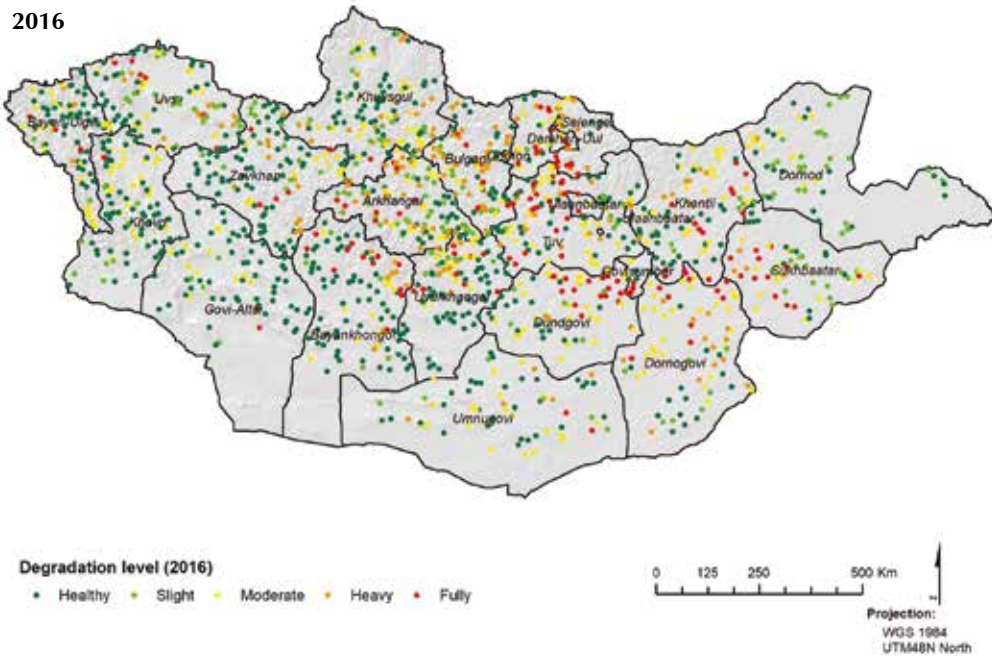 2016
Uvs
Khuvsgul
Selenge
Darkhan-Uul
Bulgan
Dornod
Zavkhan
Arkhangai
Ulaanbaatar
Khentii
Khovd
Tuv
Sukhbaatar
Uvurkhangai
Govi-Altai
Dundgovi
Bayankhongor
Dornogovi
Umnugovi
Degradation level (2016)
Healthy Slight Moderate Heavy Fully
0 125 250 500 Km
Projection:
WGS 1984
UTM48N North